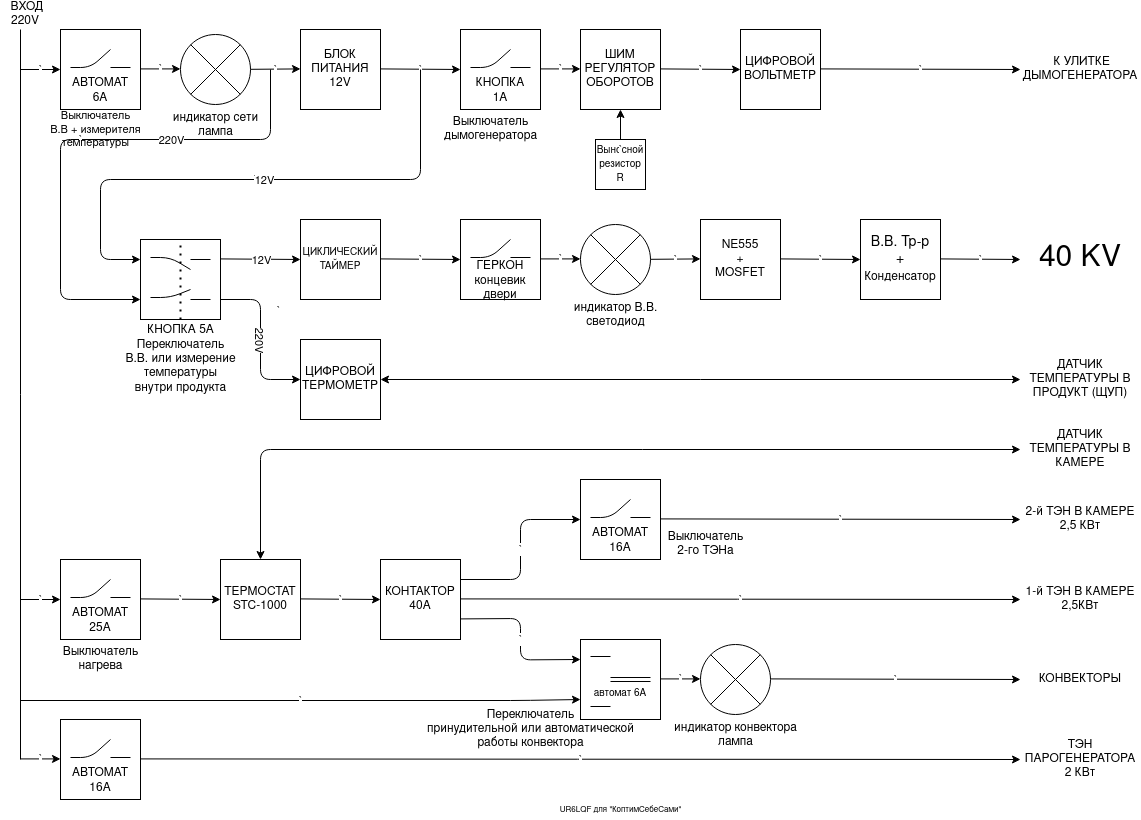 ВХОД
220V
АВТОМАТ
6А
Выключатель
В.В + измерителя
температуры
индикатор сети
лампа
220V
БЛОК
ПИТАНИЯ
12V
12V
КНОПКА
1А
Выключатель
дымогенератора
ШИМ
РЕГУЛЯТОР
ОБОРОТОВ
Выносной
резистор
R
ЦИФРОВОЙ
ВОЛЬТМЕТР
К УЛИТКЕ
ДЫМОГЕНЕРАТОРА
КНОПКА 5А
Переключатель
В.В. или измерение
температуры
внутри продукта
12V
220V
ЦИКЛИЧЕСКИЙ
ТАЙМЕР
ГЕРКОН
концевик
двери
индикатор В.В.
светодиод
NE555
+
MOSFET
В.В. Тр-р
+
Конденсатор
40 KV
ЦИФРОВОЙ
ТЕРМОМЕТР
ДАТЧИК
ТЕМПЕРАТУРЫ В
ПРОДУКТ (ЩУП)
ДАТЧИК
ТЕМПЕРАТУРЫ В
КАМЕРЕ
АВТОМАТ
16А
Выключатель
2-го ТЭНа
2-й ТЭН В КАМЕРЕ
2,5 КВт
АВТОМАТ
25А
Выключатель
нагрева
ТЕРМОСТАТ
STC-1000
КОНТАКТОР
40А
1-й ТЭН В КАМЕРЕ
2,5КВт
автомат 6А
Переключатель
принудительной или автоматической
работы конвектора
индикатор конвектора
лампа
КОНВЕКТОРЫ
АВТОМАТ
16А
ТЭН
ПАРОГЕНЕРАТОРА
2 КВт
UR6LQF для "КоптимСебеСами"